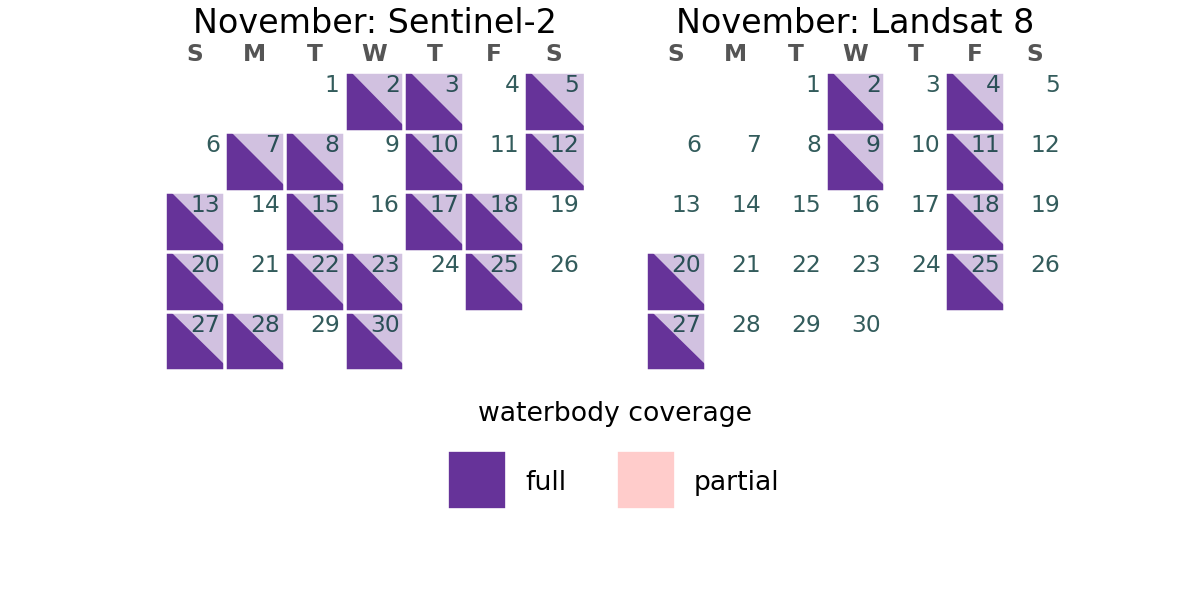 November: Sentinel-2
S M T W T F S
1 2 3 4 5
6 7 8 9 10 11 12
13 14 15 16 17 18 19
20 21 22 23 24 25 26
27 28 29 30
November: Landsat 8
S M T W T F S
1 2 3 4 5
6 7 8 9 10 11 12
13 14 15 16 17 18 19
20 21 22 23 24 25 26
27 28 29 30
waterbody coverage
full
partial